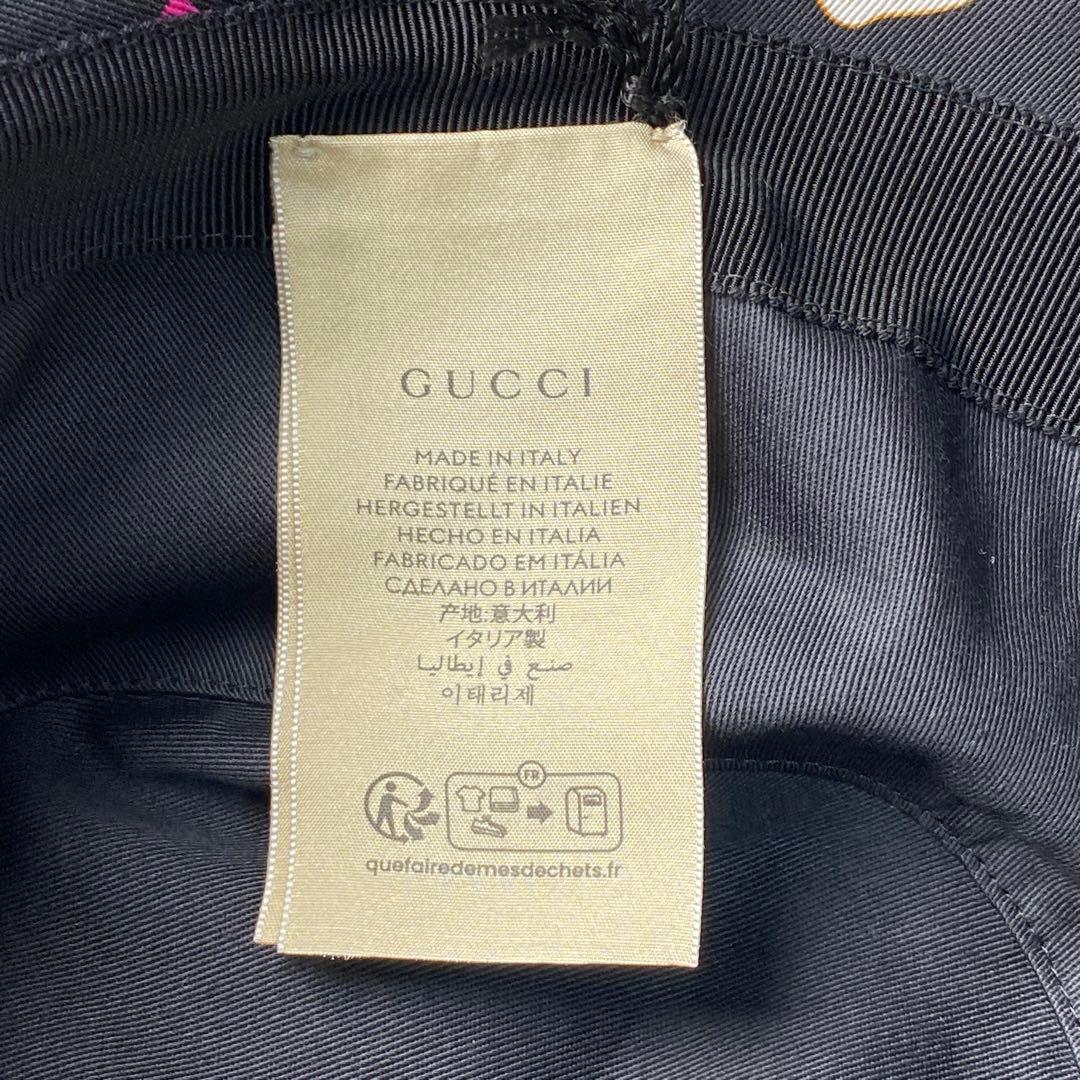 GUCCI
MADE IN ITALY
FABRIQUÉ EN ITALIE
HERGESTELLT IN ITALIEN
HECHO EN ITALIA
FABRICADO EM ITÁLIA
СДЕЛАНО В ИТАЛИИ
产地:意大利
イタリア製
صنع في إيطاليا
이태리제
FR
quefairedemesdechets.fr